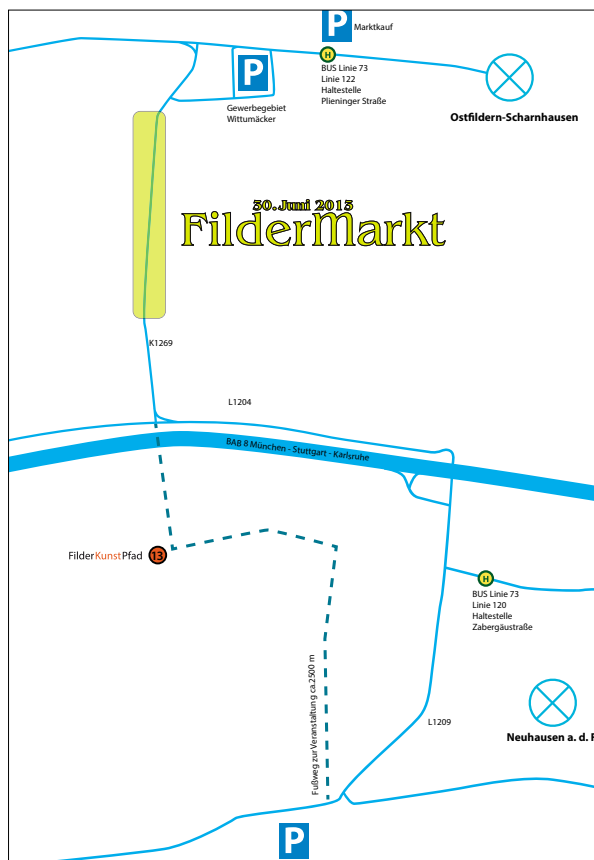 P
Marktkauf
H
P
BUS Linie 73
Linie 122
Haltestelle
Plieninger Straße
Gewerbegebiet
Wittumäcker
Ostfildern-Scharnhausen
30. Juni 2013
FilderMarkt
K1269
L1204
BAB 8 München - Stuttgart - Karlsruhe
FilderKunstPfad 13
H
BUS Linie 73
Linie 120
Haltestelle
Zabergäustraße
Fußweg zur Veranstaltung ca.2500 m
L1209
Neuhausen a. d. F
P